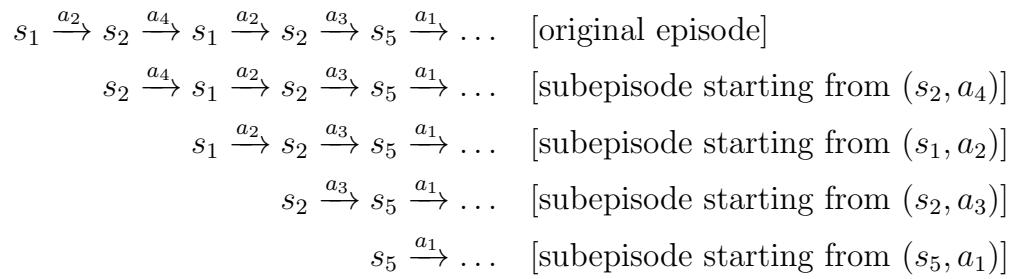 s₁ —a₂→ s₂ —a₄→ s₁ —a₂→ s₂ —a₃→ s₅ —a₁→ … [original episode]
s₂ —a₄→ s₁ —a₂→ s₂ —a₃→ s₅ —a₁→ … [subepisode starting from (s₂, a₄)]
s₁ —a₂→ s₂ —a₃→ s₅ —a₁→ … [subepisode starting from (s₁, a₂)]
s₂ —a₃→ s₅ —a₁→ … [subepisode starting from (s₂, a₃)]
s₅ —a₁→ … [subepisode starting from (s₅, a₁)]